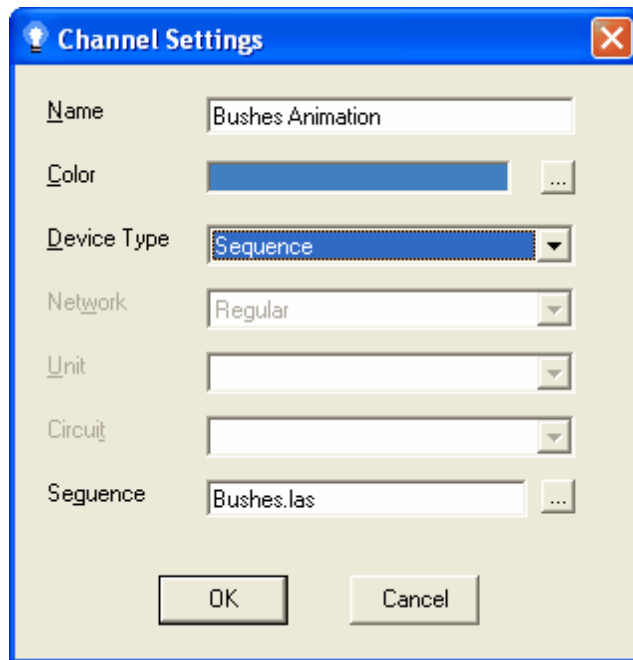 Channel Settings
Name Bushes Animation
Color ...
Device Type Sequence
Network Regular
Unit
Circuit
Sequence Bushes.las ...
OK Cancel